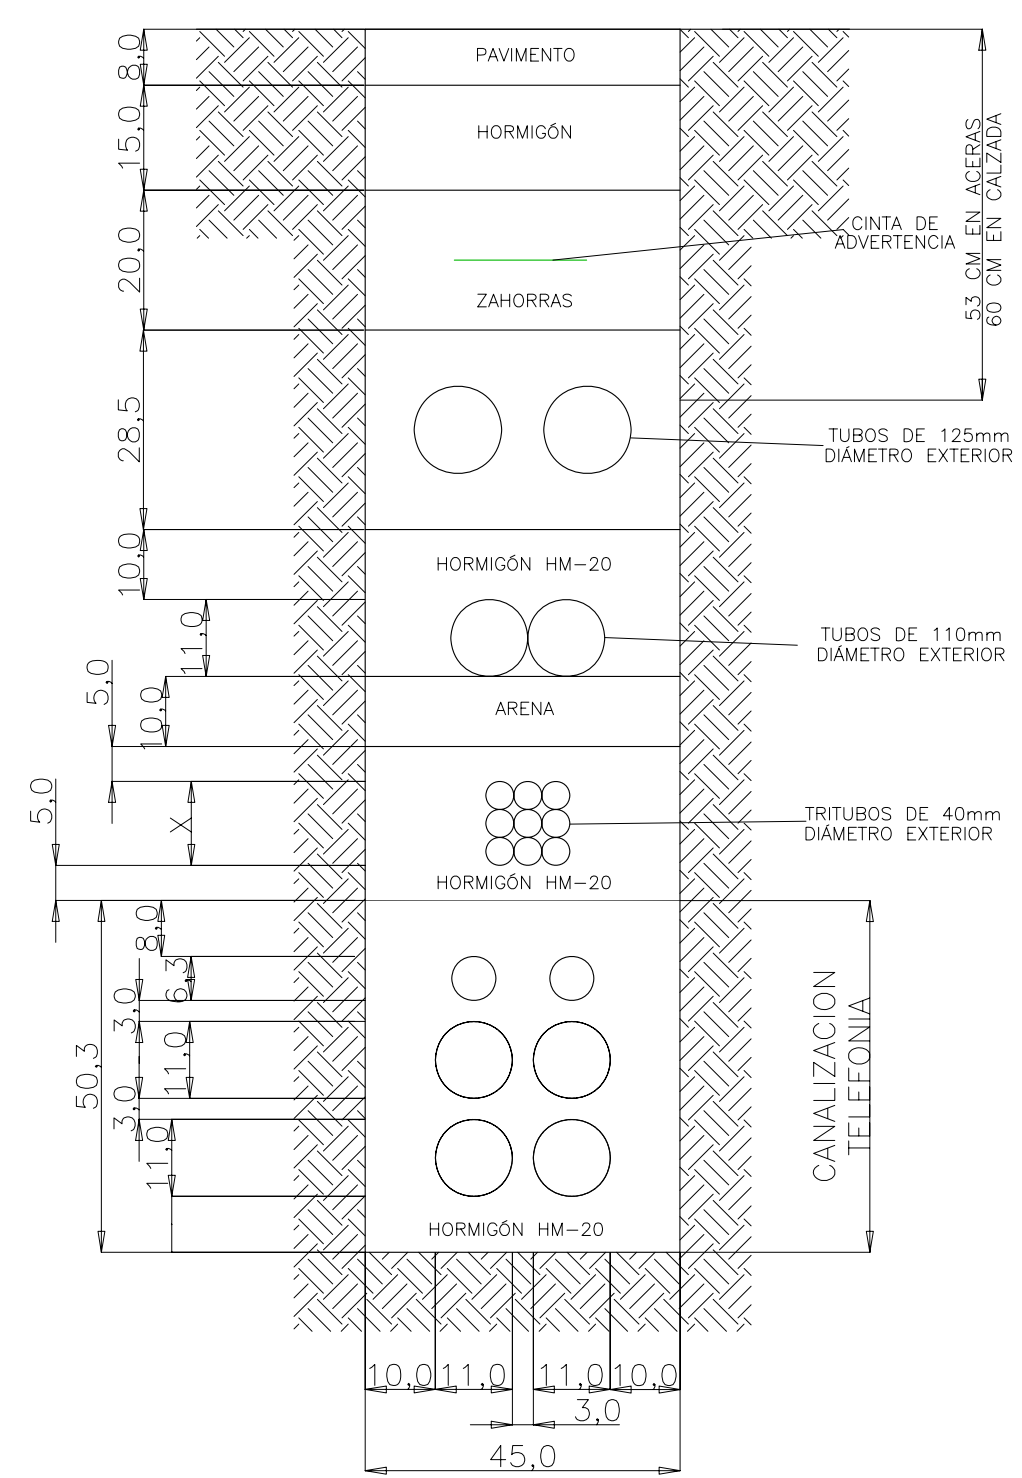 PAVIMENTO
HORMIGÓN
CINTA DE
ADVERTENCIA
ZAHORRAS
53 CM EN ACERAS
60 CM EN CALZADA
TUBOS DE 125mm
DIÁMETRO EXTERIOR
HORMIGÓN HM-20
TUBOS DE 110mm
DIÁMETRO EXTERIOR
ARENA
TRITUBOS DE 40mm
DIÁMETRO EXTERIOR
HORMIGÓN HM-20
CANALIZACION
TELEFONIA
HORMIGÓN HM-20
8,0
15,0
20,0
28,5
10,0
11,0
5,0
10,0
5,0
X
8,0
6,3
3,0
11,0
50,3
3,0
11,0
10,0
11,0
11,0
10,0
3,0
45,0